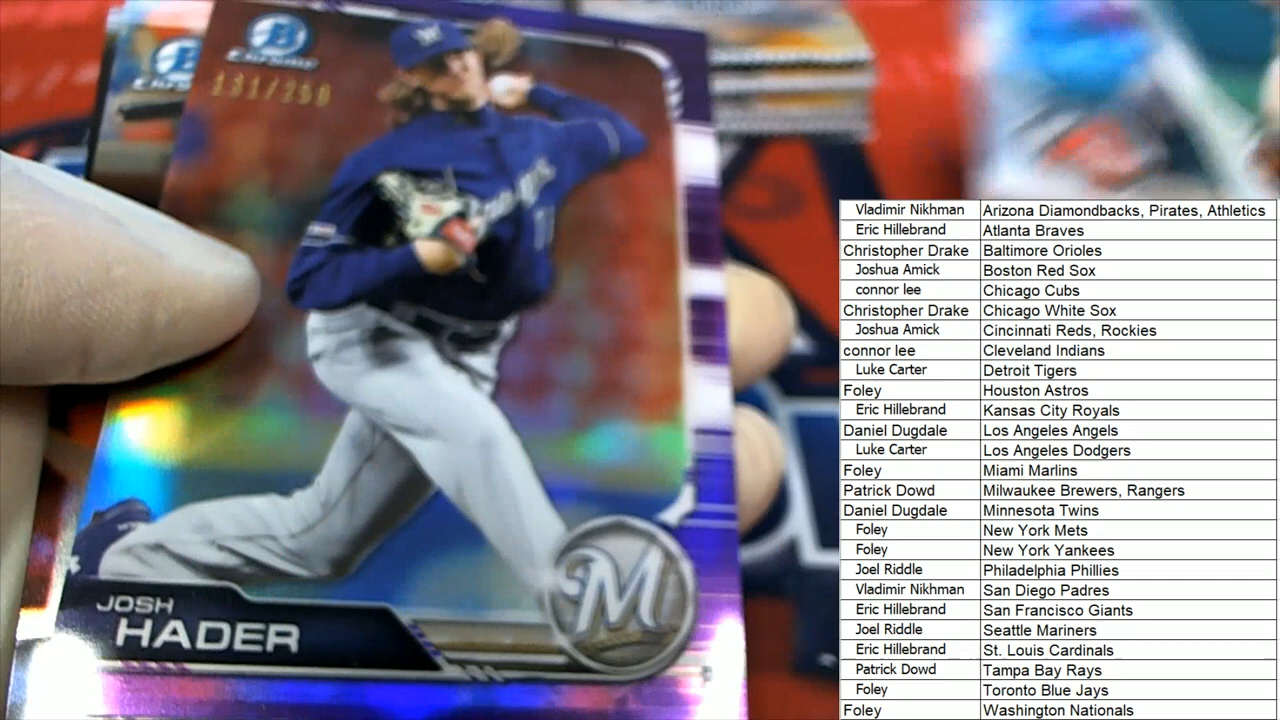 B
Chrome
131/250
JOSH
HADER
M
Vladimir Nikhman Arizona Diamondbacks, Pirates, Athletics
Eric Hillebrand Atlanta Braves
Christopher Drake Baltimore Orioles
Joshua Amick Boston Red Sox
connor lee Chicago Cubs
Christopher Drake Chicago White Sox
Joshua Amick Cincinnati Reds, Rockies
connor lee Cleveland Indians
Luke Carter Detroit Tigers
Foley Houston Astros
Eric Hillebrand Kansas City Royals
Daniel Dugdale Los Angeles Angels
Luke Carter Los Angeles Dodgers
Foley Miami Marlins
Patrick Dowd Milwaukee Brewers, Rangers
Daniel Dugdale Minnesota Twins
Foley New York Mets
Foley New York Yankees
Joel Riddle Philadelphia Phillies
Vladimir Nikhman San Diego Padres
Eric Hillebrand San Francisco Giants
Joel Riddle Seattle Mariners
Eric Hillebrand St. Louis Cardinals
Patrick Dowd Tampa Bay Rays
Foley Toronto Blue Jays
Foley Washington Nationals